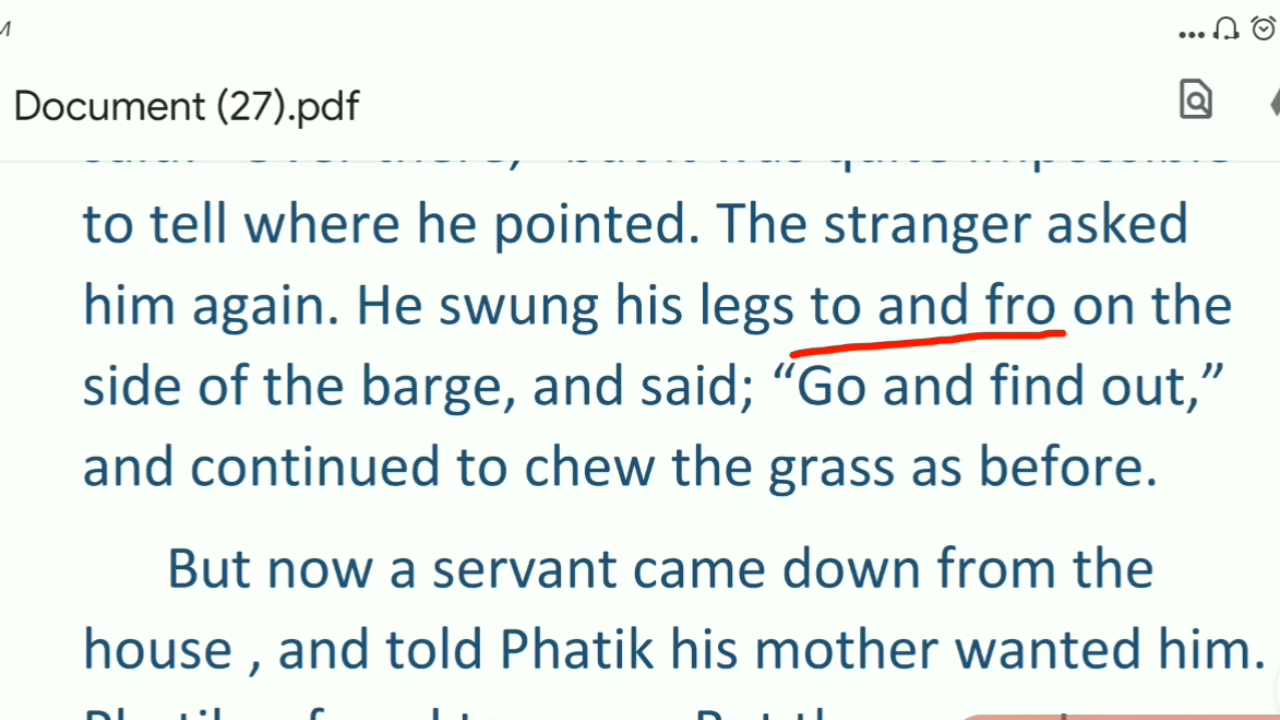 Document (27).pdf
to tell where he pointed. The stranger asked
him again. He swung his legs to and fro on the
side of the barge, and said; “Go and find out,”
and continued to chew the grass as before.
But now a servant came down from the
house , and told Phatik his mother wanted him.